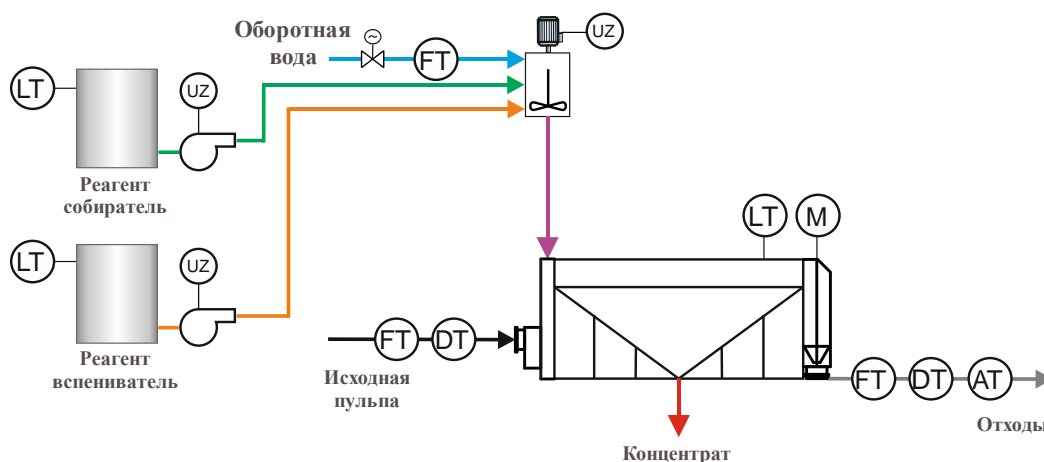 Оборотная
вода
FT
UZ
LT
UZ
Реагент
собиратель
LT
UZ
Реагент
вспениватель
LT
M
FT
DT
Исходная
пульпа
FT
DT
AT
Отходы
Концентрат